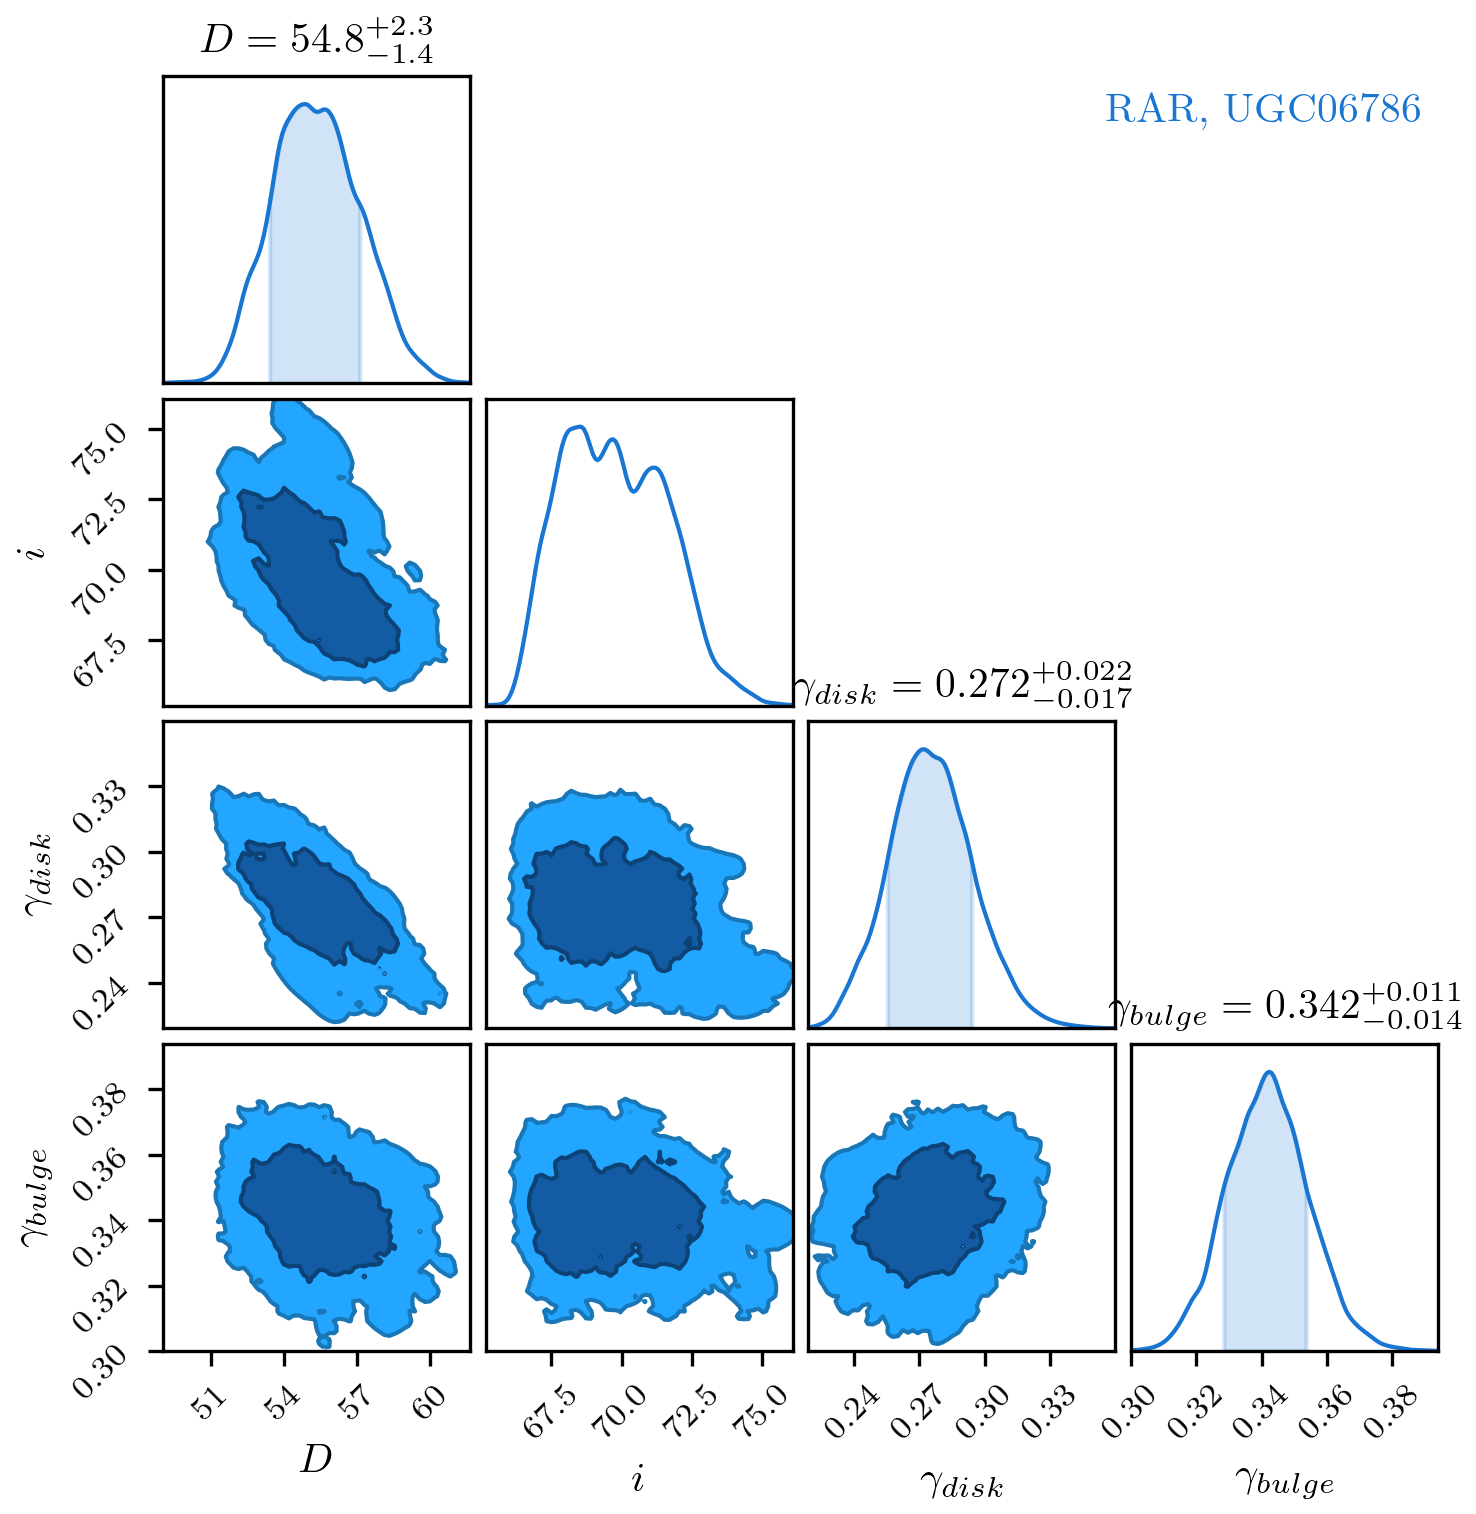 D = 54.8^{+2.3}_{-1.4}
RAR, UGC06786
i
75.0
72.5
70.0
67.5
γ_{disk} = 0.272^{+0.022}_{-0.017}
γ_{disk}
0.33
0.30
0.27
0.24
γ_{bulge} = 0.342^{+0.011}_{-0.014}
γ_{bulge}
0.38
0.36
0.34
0.32
0.30
51 54 57 60
67.5 70.0 72.5 75.0
0.24 0.27 0.30 0.33
0.30 0.32 0.34 0.36 0.38
D
i
γ_{disk}
γ_{bulge}